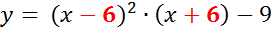 y = (x − 6)² · (x + 6) − 9